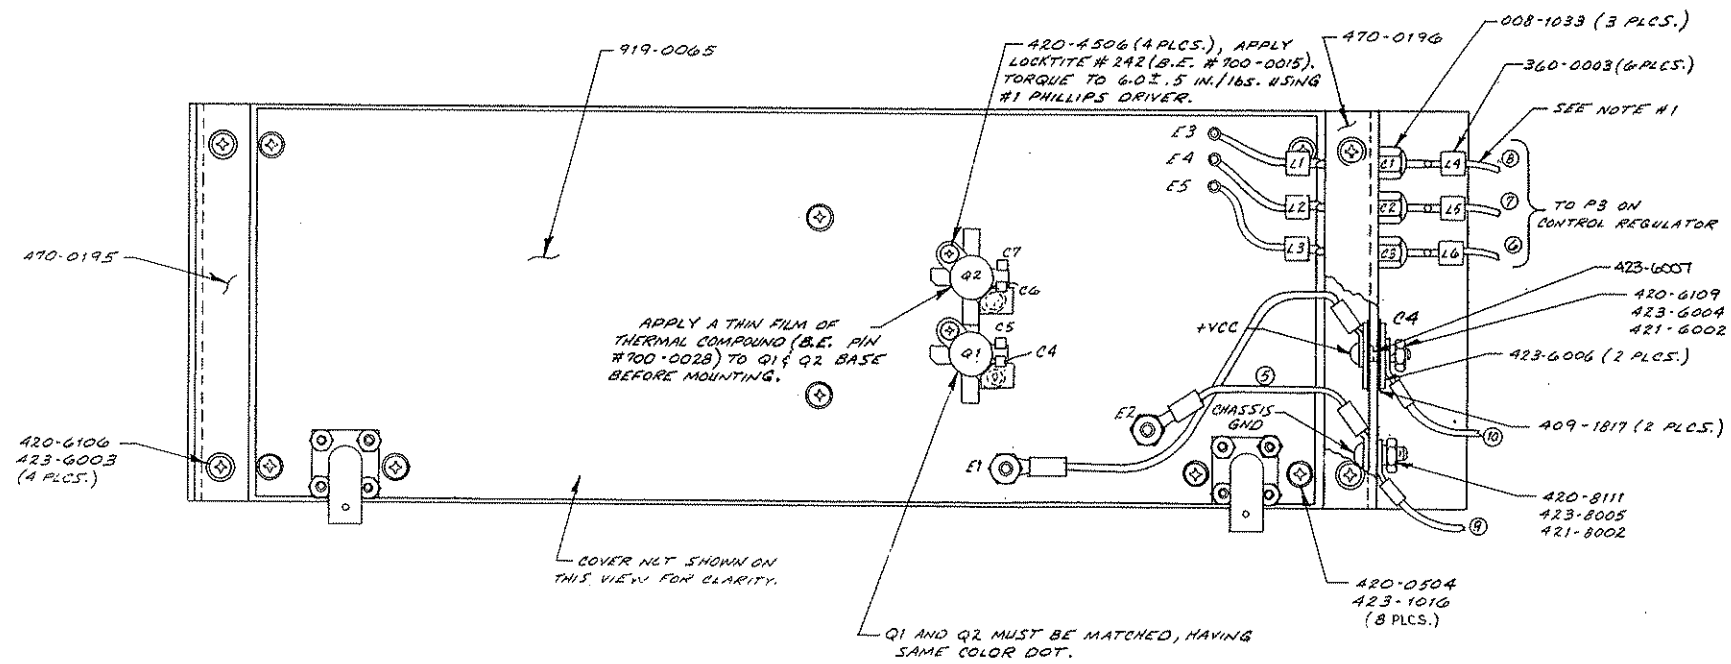 919-0065
420-4506 (4 PLCS.), APPLY
LOCKTITE # 242 (B.E. # 700-0015).
TORQUE TO 6.0 ± .5 IN./lbs. USING
#1 PHILLIPS DRIVER.
470-0196
008-1033 (3 PLCS.)
360-0003 (6 PLCS.)
SEE NOTE #1
E3
E4
E5
L1
L2
L3
C1
C2
C3
L4
L5
L6
8
7
6
TO P3 ON
CONTROL REGULATOR
470-0195
Q2
C7
C6
Q1
C5
C4
APPLY A THIN FILM OF
THERMAL COMPOUND (B.E. P/N
#700-0028) TO Q1 & Q2 BASE
BEFORE MOUNTING.
+VCC
C4
423-6007
420-6109
423-6004
421-6002
423-6006 (2 PLCS.)
409-1817 (2 PLCS.)
5
E2
CHASSIS
GND
10
E1
420-6106
423-6003
(4 PLCS.)
420-8111
423-8005
421-8002
9
COVER NOT SHOWN ON
THIS VIEW FOR CLARITY.
420-0504
423-1016
(8 PLCS.)
Q1 AND Q2 MUST BE MATCHED, HAVING
SAME COLOR DOT.